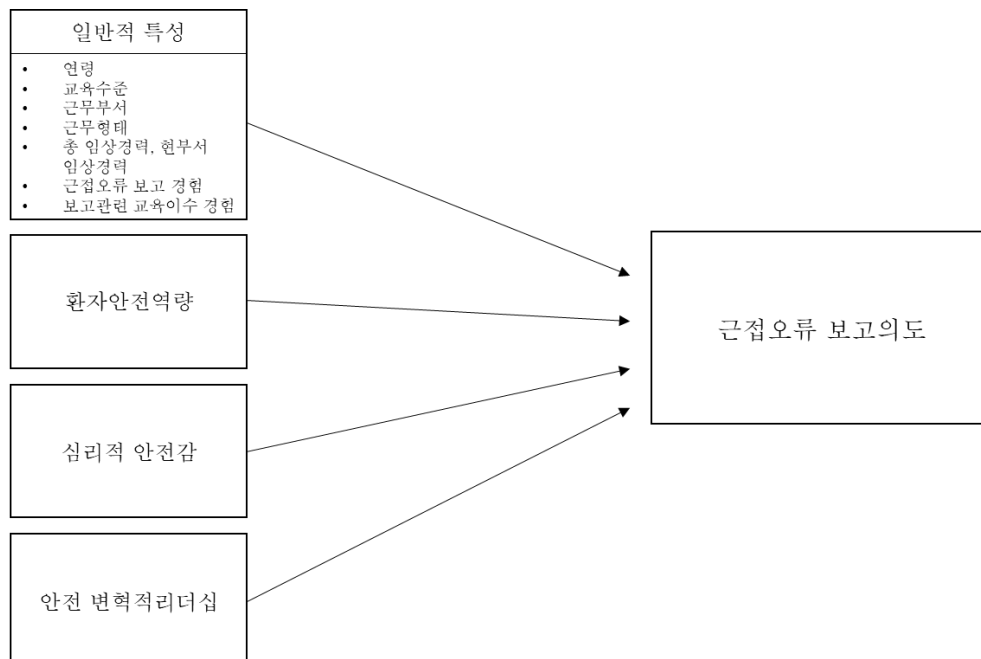 일반적 특성
• 연령
• 교육수준
• 근무부서
• 근무형태
• 총 임상경력, 현부서
임상경력
• 근접오류 보고 경험
• 보고관련 교육이수 경험
환자안전역량
심리적 안전감
안전 변혁적리더십
근접오류 보고의도